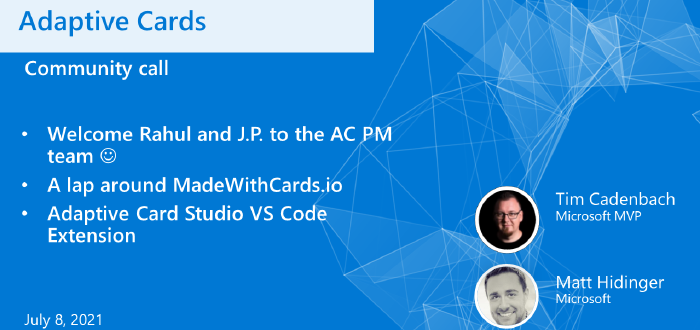 Adaptive Cards
Community call
• Welcome Rahul and J.P. to the AC PM
team ☺
• A lap around MadeWithCards.io
• Adaptive Card Studio VS Code
Extension
Tim Cadenbach
Microsoft MVP
Matt Hidinger
Microsoft
July 8, 2021